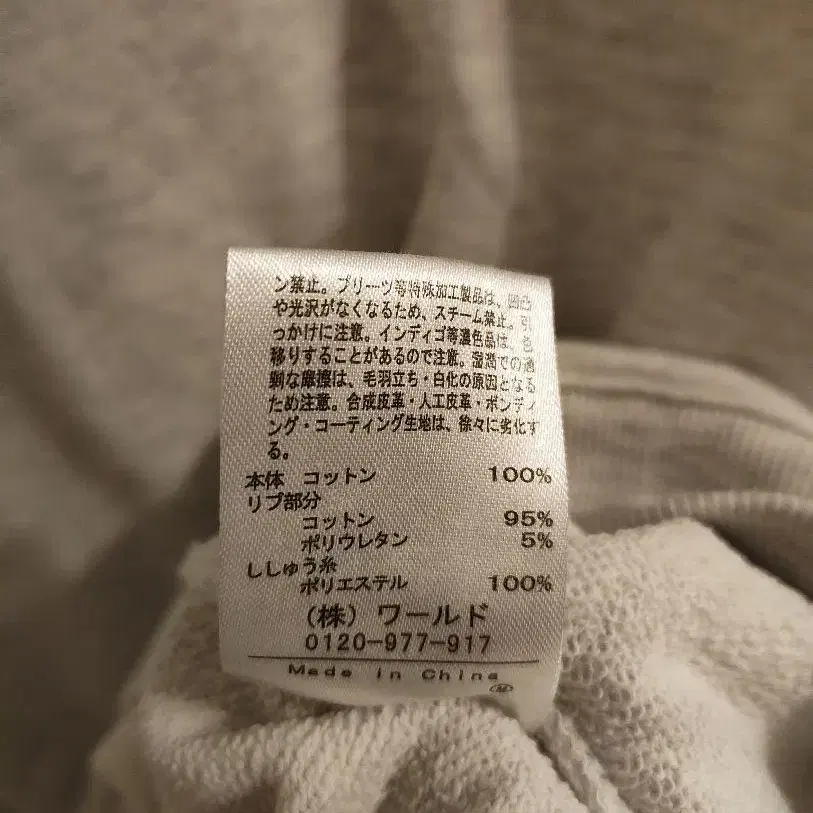 ン禁止。プリーツ等特殊加工製品は、凹凸
や光沢がなくなるため、スチーム禁止。引
っかけに注意。インディゴ等濃色品は、色
移りすることがあるので注意。湿潤での過
剰な摩擦は、毛羽立ち・白化の原因となる
ため注意。合成皮革・人工皮革・ボンディ
ング・コーティング生地は、徐々に劣化す
る。
本体 コットン 100%
リブ部分
コットン 95%
ポリウレタン 5%
ししゅう糸
ポリエステル 100%
(株) ワールド
0120-977-917
Made in China